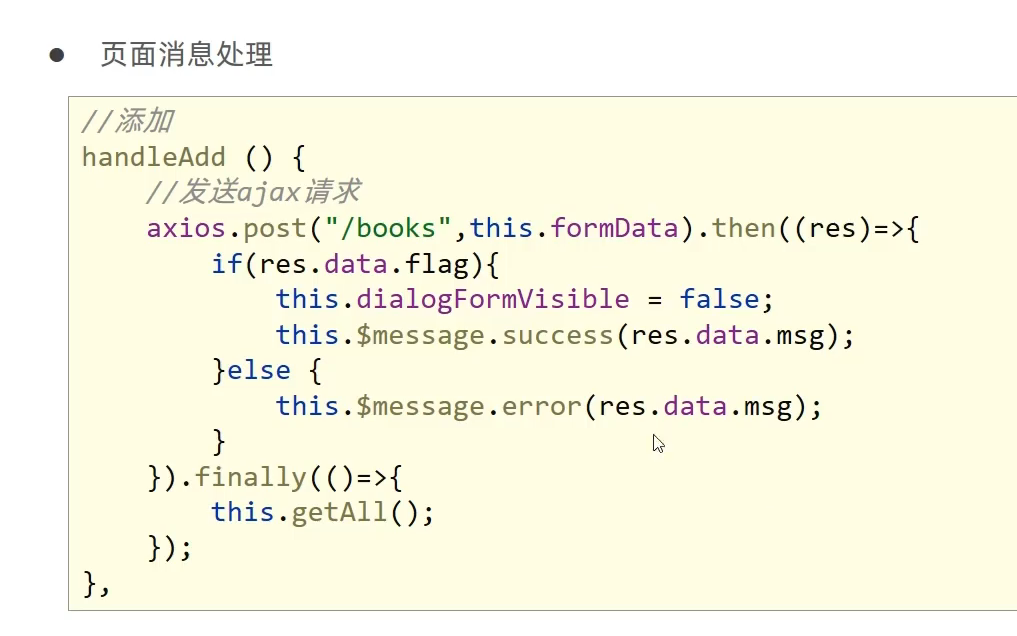 ● 页面消息处理
//添加
handleAdd () {
    //发送ajax请求
    axios.post("/books",this.formData).then((res)=>{
        if(res.data.flag){
            this.dialogFormVisible = false;
            this.$message.success(res.data.msg);
        }else {
            this.$message.error(res.data.msg);
        }
    }).finally(()=>{
        this.getAll();
    });
},